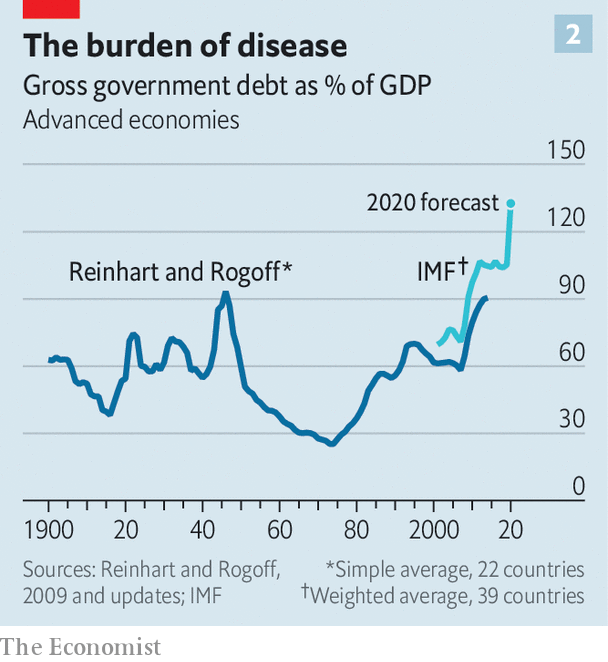 The burden of disease
2
Gross government debt as % of GDP
Advanced economies
150
2020 forecast
120
Reinhart and Rogoff*
IMF†
90
60
30
0
1900 20 40 60 80 2000 20
Sources: Reinhart and Rogoff,
2009 and updates; IMF
*Simple average, 22 countries
†Weighted average, 39 countries
The Economist